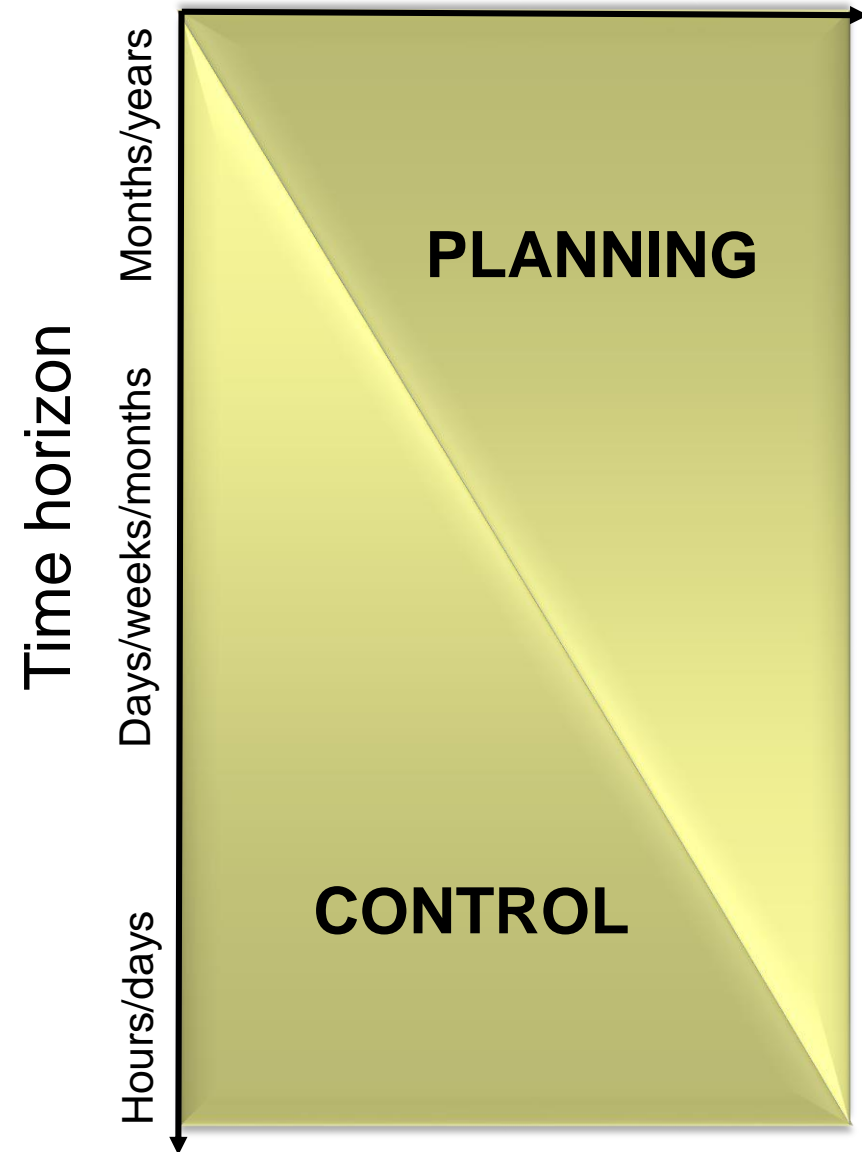 Time horizon
Months/years
Days/weeks/months
Hours/days
PLANNING
CONTROL